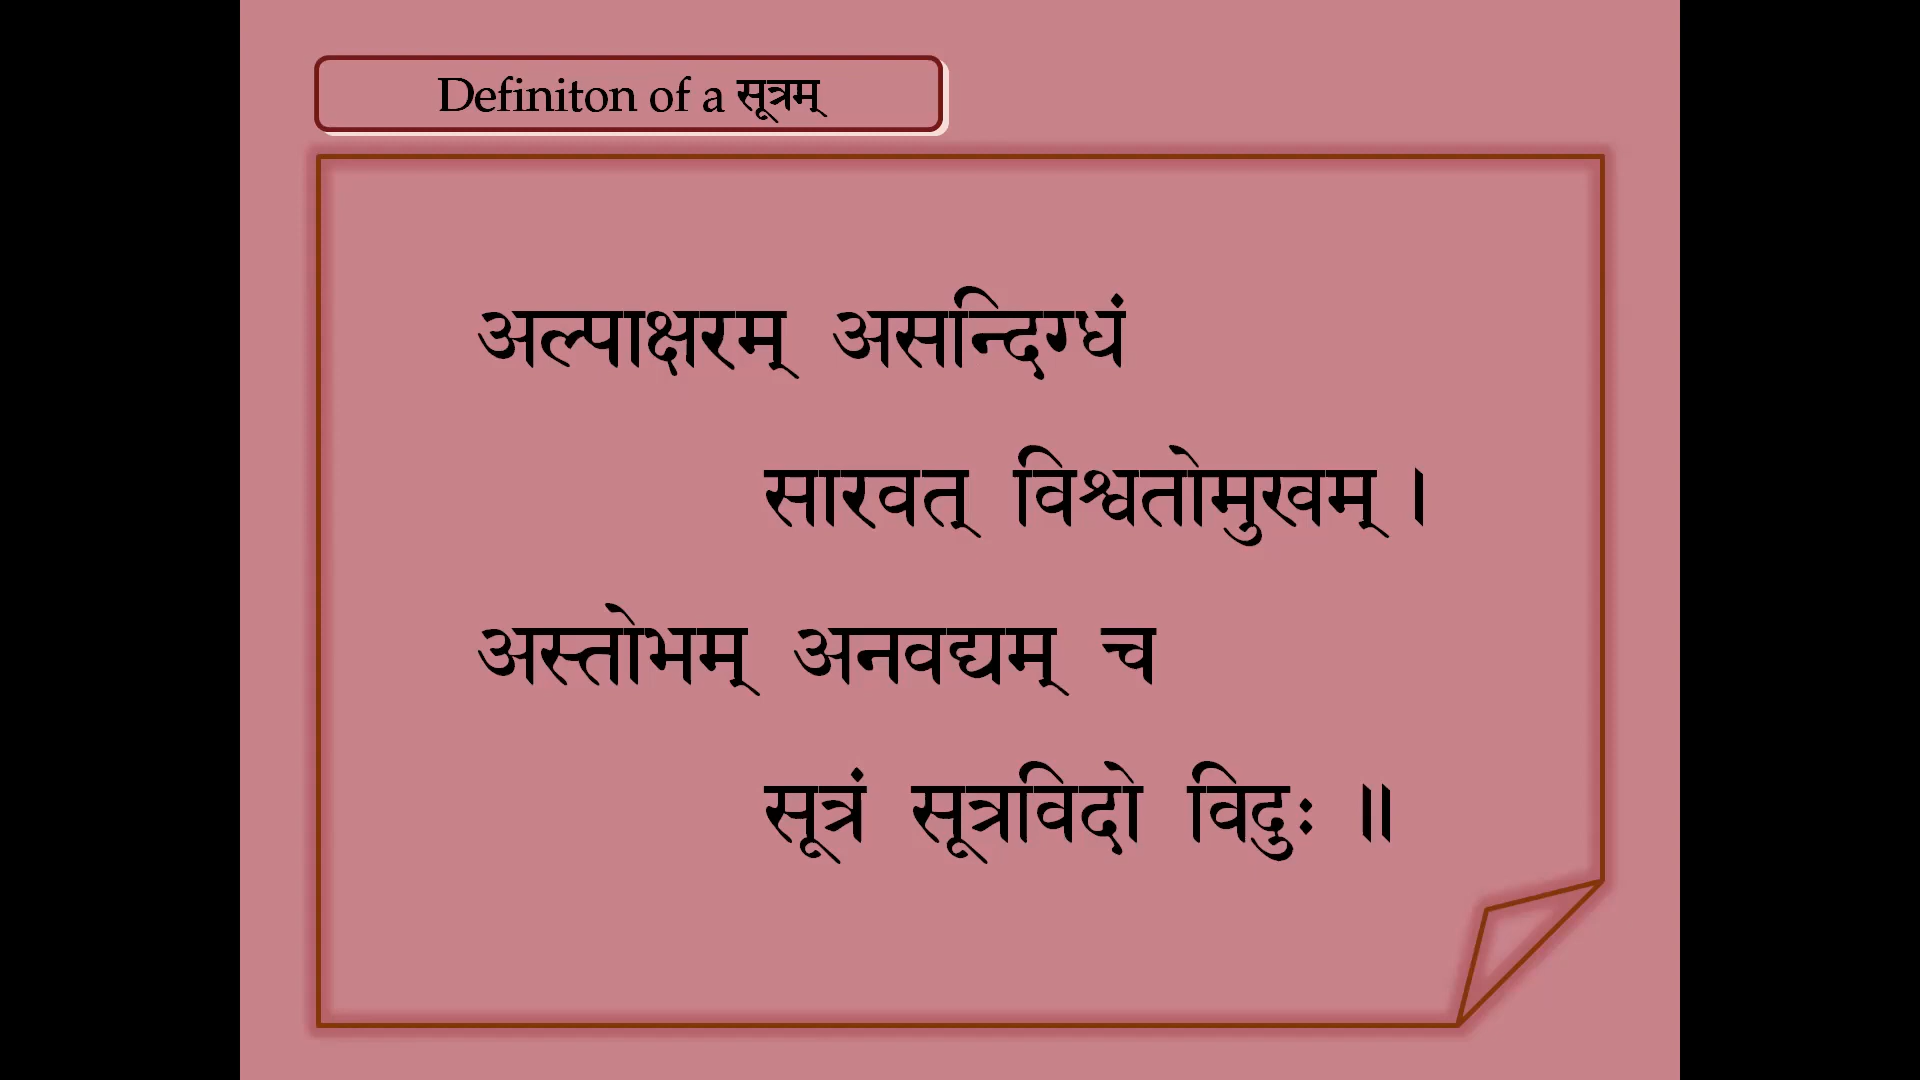 Definiton of a सूत्रम्
अल्पाक्षरम् असन्दिग्धं
सारवत् विश्वतोमुखम् ।
अस्तोभम् अनवद्यम् च
सूत्रं सूत्रविदो विदुः ॥